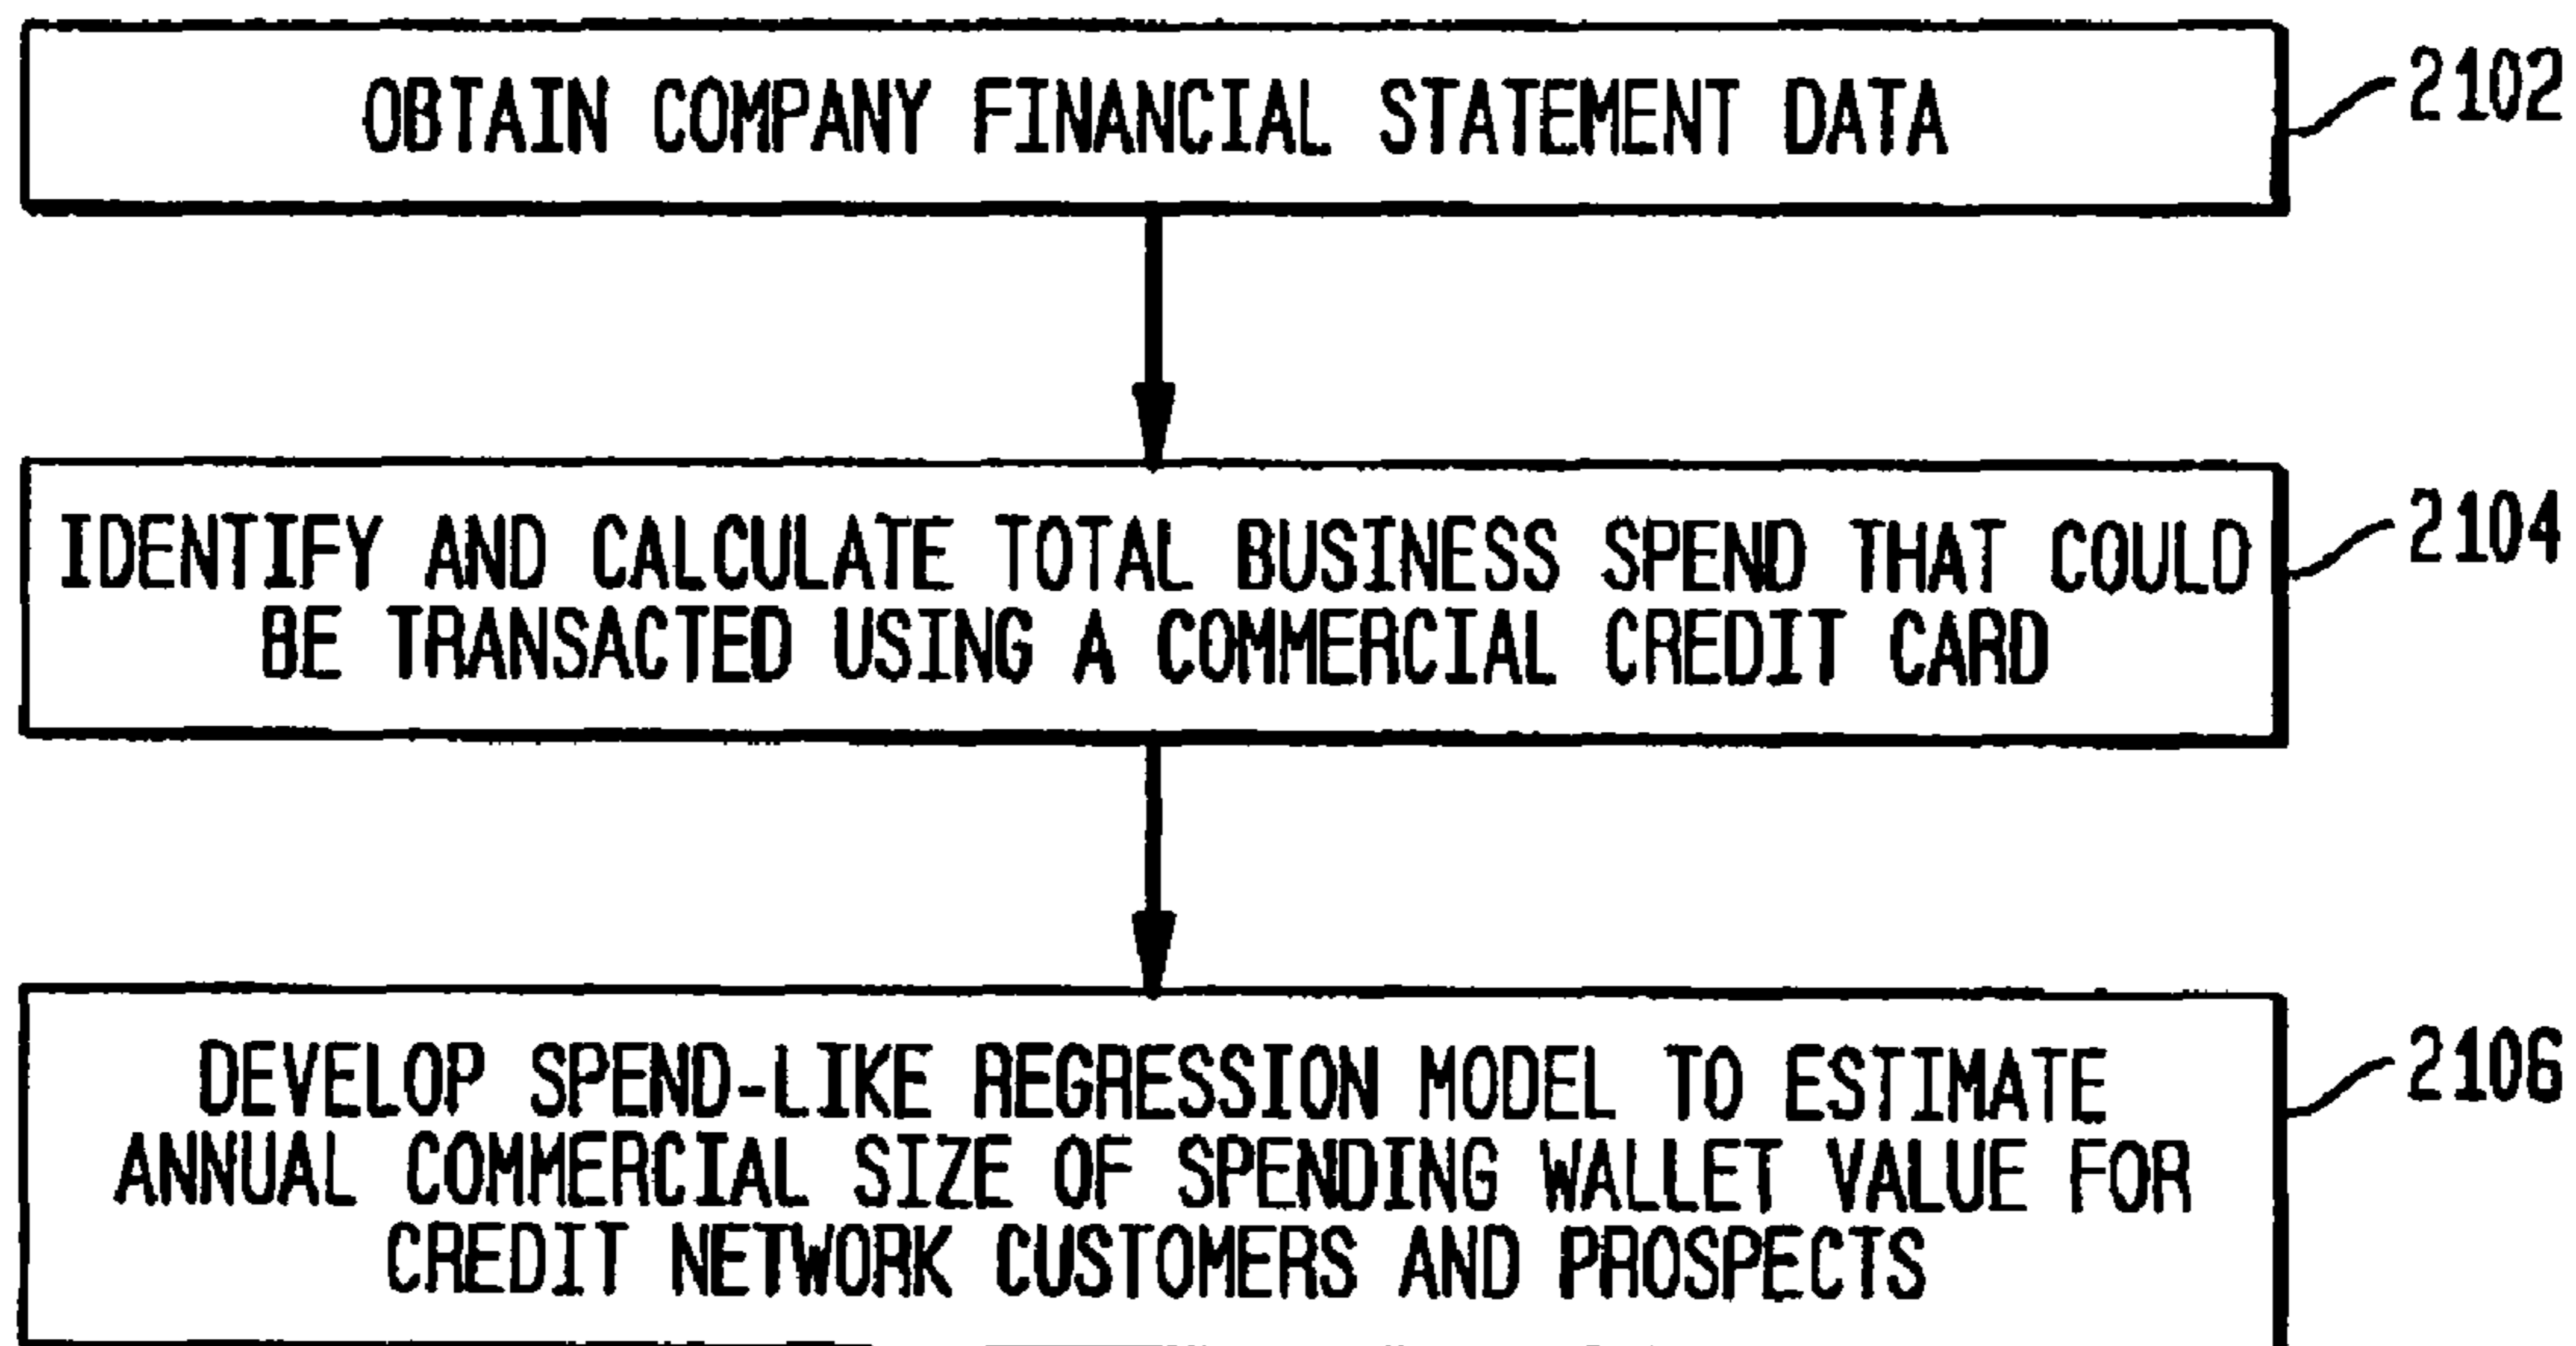 OBTAIN COMPANY FINANCIAL STATEMENT DATA
2102
IDENTIFY AND CALCULATE TOTAL BUSINESS SPEND THAT COULD
BE TRANSACTED USING A COMMERCIAL CREDIT CARD
2104
DEVELOP SPEND-LIKE REGRESSION MODEL TO ESTIMATE
ANNUAL COMMERCIAL SIZE OF SPENDING WALLET VALUE FOR
CREDIT NETWORK CUSTOMERS AND PROSPECTS
2106